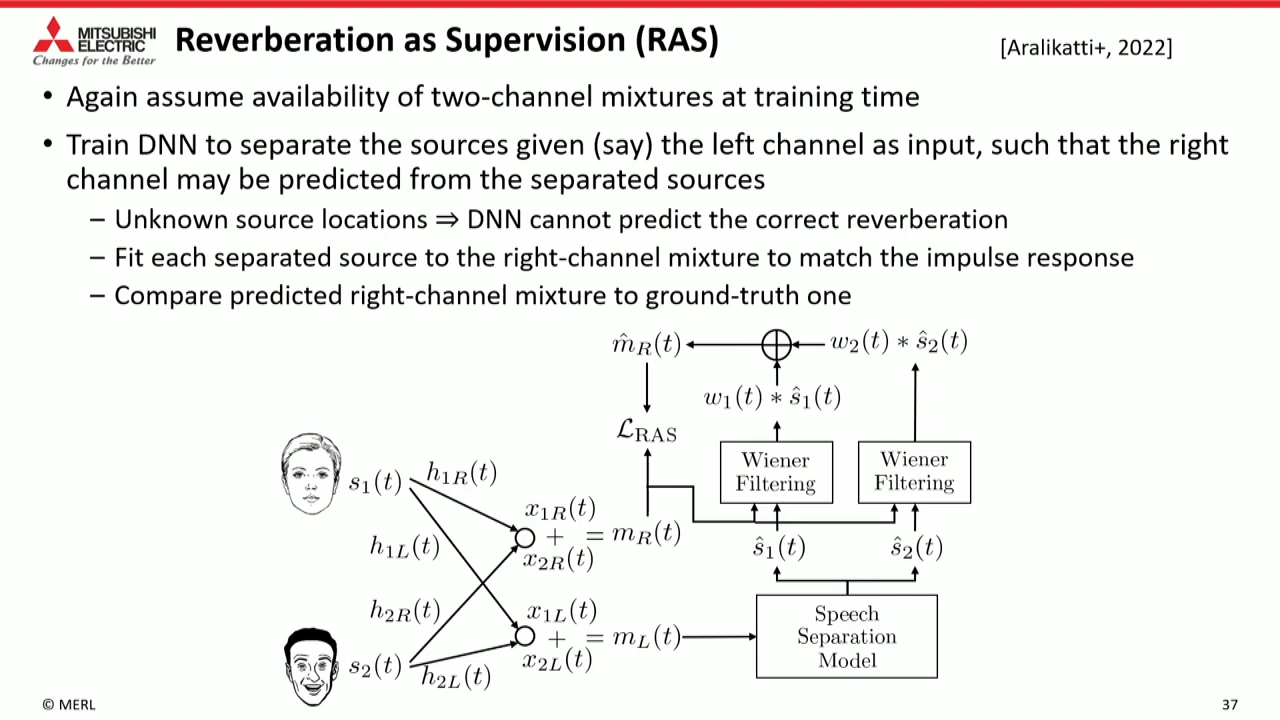 MITSUBISHI
ELECTRIC
Changes for the Better
Reverberation as Supervision (RAS)
[Aralikatti+, 2022]
• Again assume availability of two-channel mixtures at training time
• Train DNN to separate the sources given (say) the left channel as input, such that the right
channel may be predicted from the separated sources
– Unknown source locations ⇒ DNN cannot predict the correct reverberation
– Fit each separated source to the right-channel mixture to match the impulse response
– Compare predicted right-channel mixture to ground-truth one
m̂_R(t)
w_2(t) * ŝ_2(t)
w_1(t) * ŝ_1(t)
ℒ_RAS
Wiener
Filtering
Wiener
Filtering
s_1(t)
h_1R(t)
x_1R(t)
+ = m_R(t)
x_2R(t)
h_1L(t)
ŝ_1(t)
ŝ_2(t)
h_2R(t)
x_1L(t)
+ = m_L(t)
x_2L(t)
s_2(t)
h_2L(t)
Speech
Separation
Model
© MERL
37